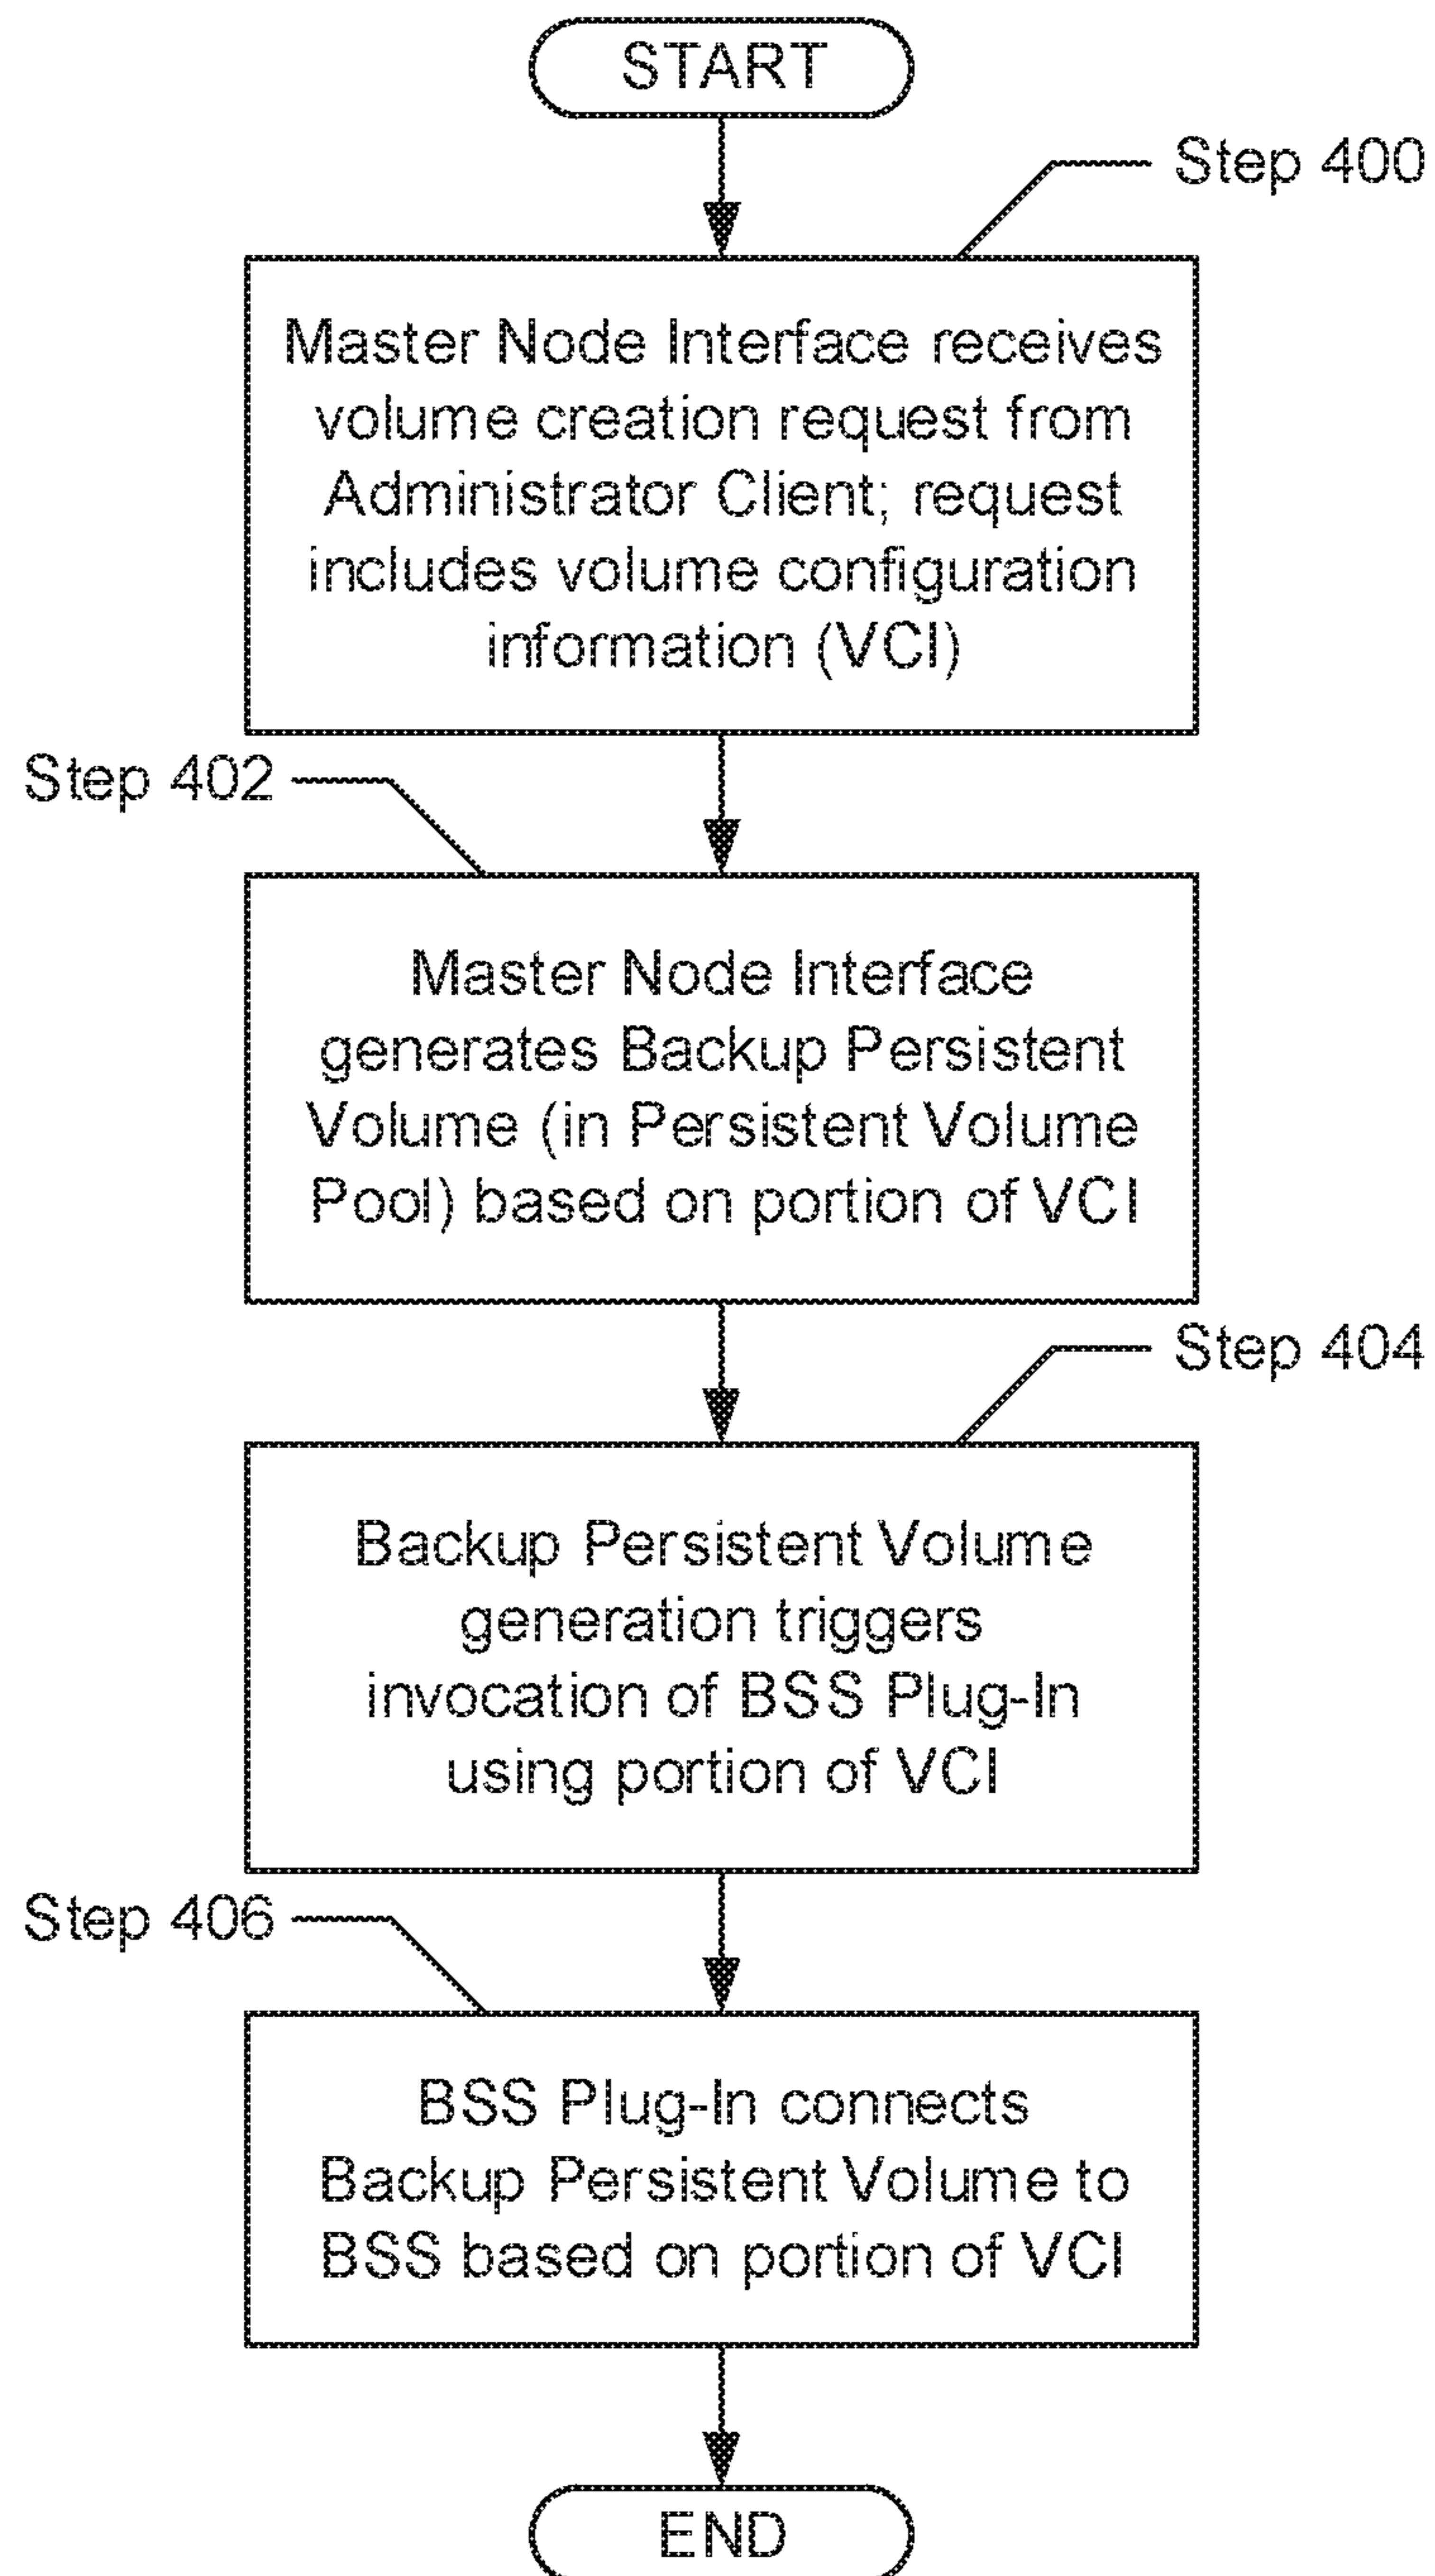 START
Step 400
Master Node Interface receives
volume creation request from
Administrator Client; request
includes volume configuration
information (VCI)
Step 402
Master Node Interface
generates Backup Persistent
Volume (in Persistent Volume
Pool) based on portion of VCI
Step 404
Backup Persistent Volume
generation triggers
invocation of BSS Plug-In
using portion of VCI
Step 406
BSS Plug-In connects
Backup Persistent Volume to
BSS based on portion of VCI
END